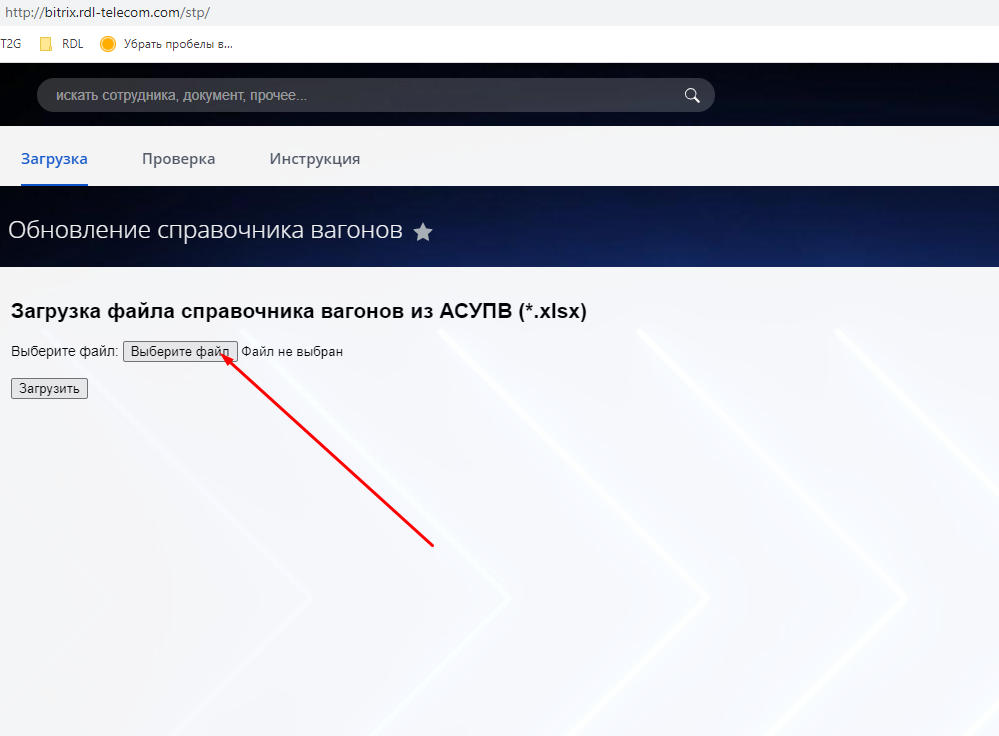 http://bitrix.rdl-telecom.com/stp/
T2G RDL Убрать пробелы в...
искать сотрудника, документ, прочее...
Загрузка Проверка Инструкция
Обновление справочника вагонов
Загрузка файла справочника вагонов из АСУПВ (*.xlsx)
Выберите файл: Выберите файл Файл не выбран
Загрузить